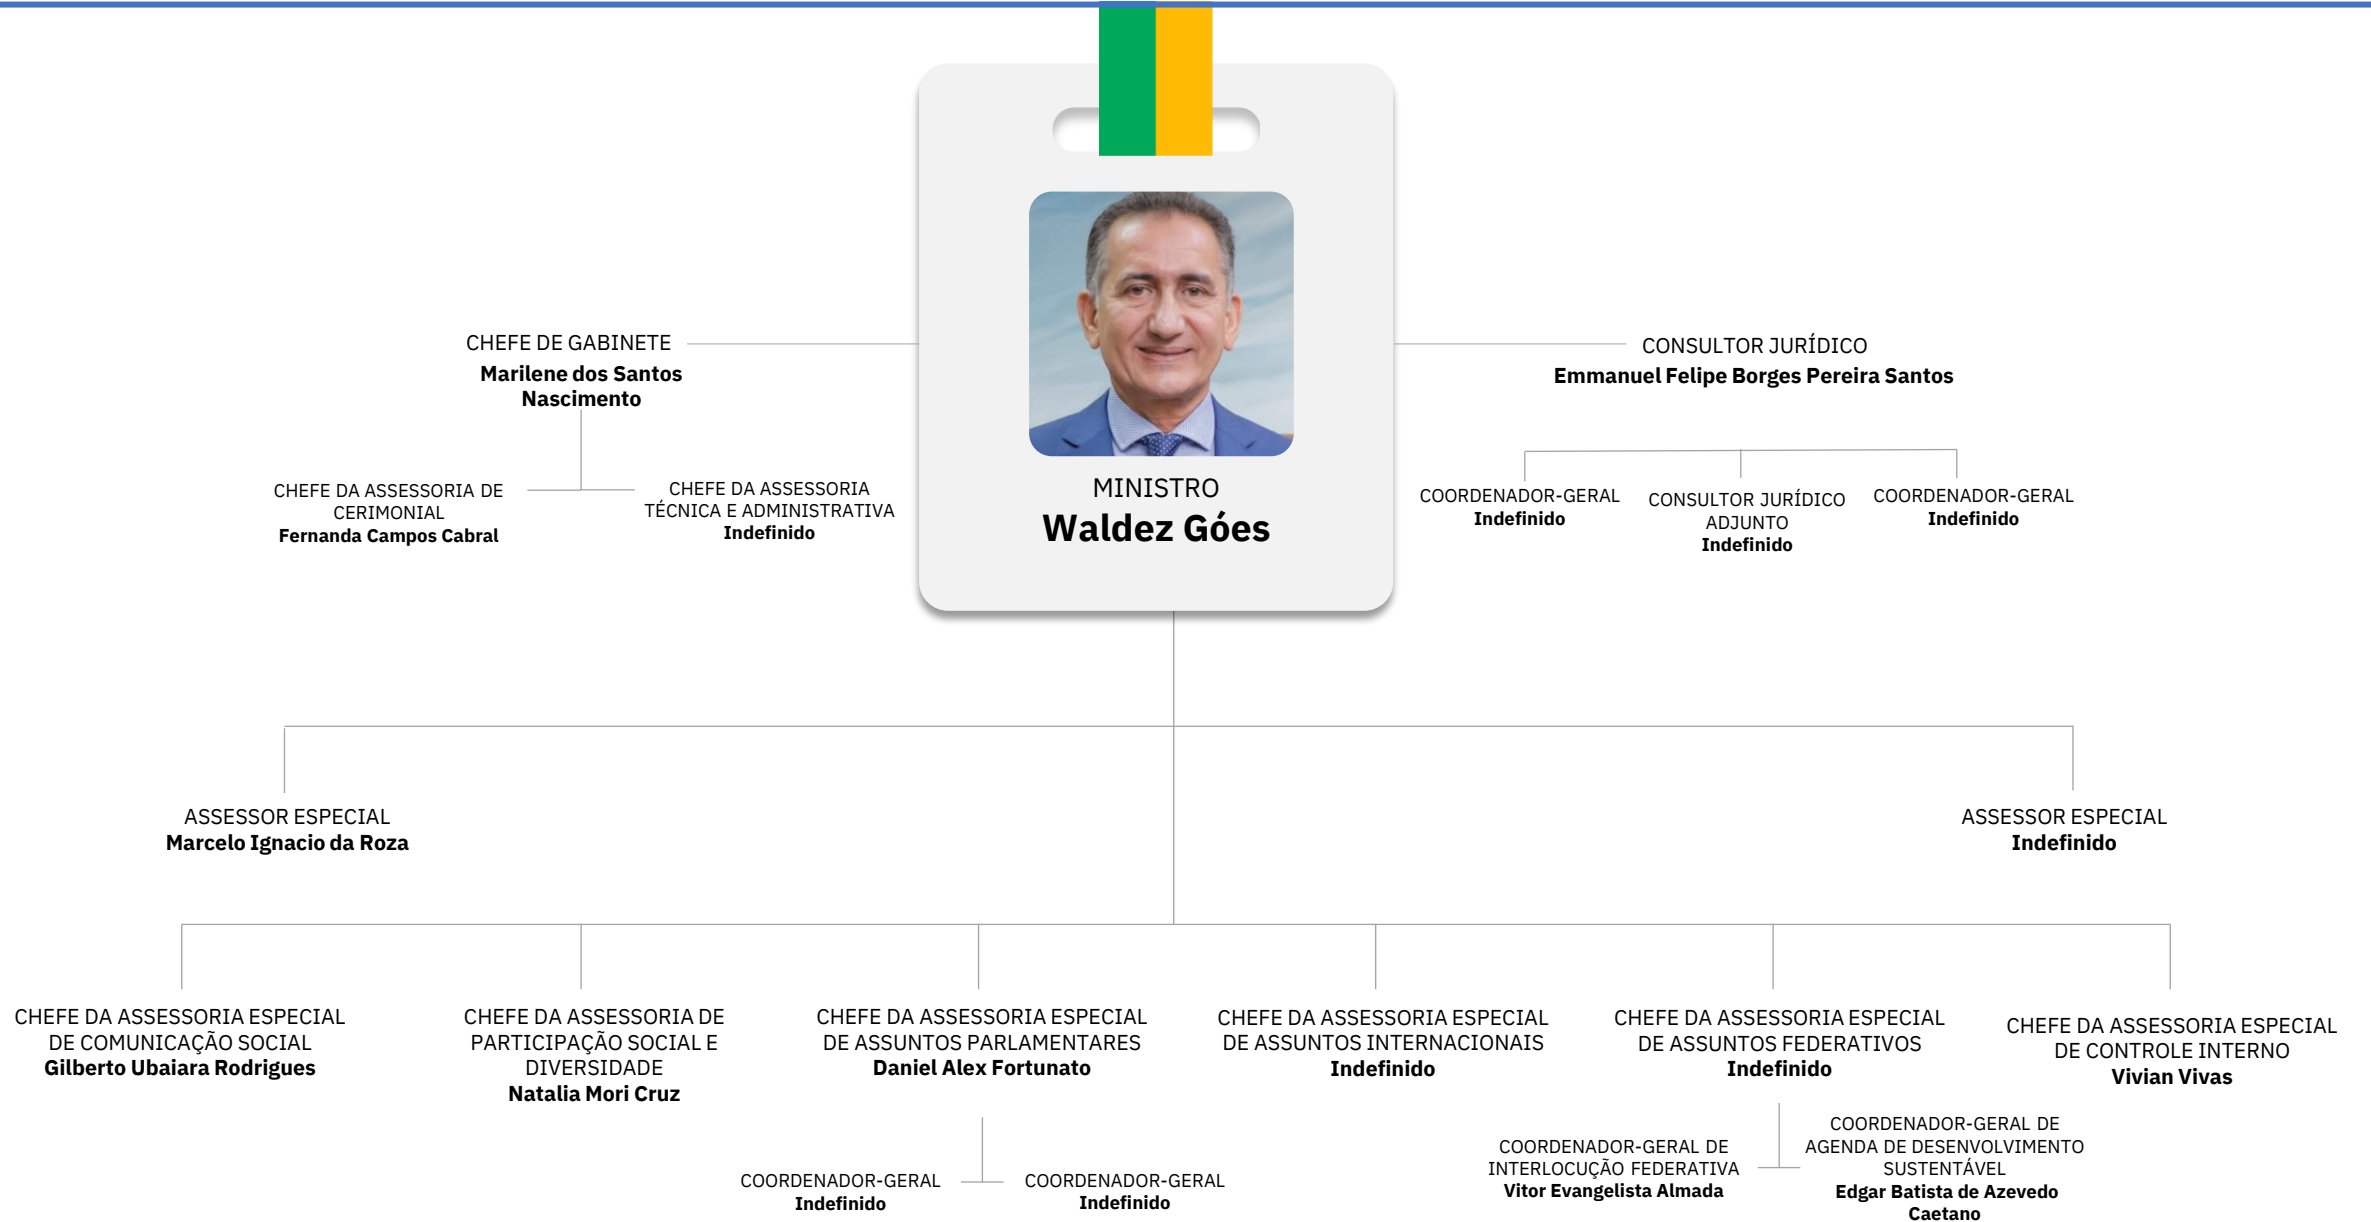 CHEFE DE GABINETE
Marilene dos Santos
Nascimento
CHEFE DA ASSESSORIA DE
CERIMONIAL
Fernanda Campos Cabral
CHEFE DA ASSESSORIA
TÉCNICA E ADMINISTRATIVA
Indefinido
MINISTRO
Waldez Góes
CONSULTOR JURÍDICO
Emmanuel Felipe Borges Pereira Santos
COORDENADOR-GERAL
Indefinido
CONSULTOR JURÍDICO
ADJUNTO
Indefinido
COORDENADOR-GERAL
Indefinido
ASSESSOR ESPECIAL
Marcelo Ignacio da Roza
ASSESSOR ESPECIAL
Indefinido
CHEFE DA ASSESSORIA ESPECIAL
DE COMUNICAÇÃO SOCIAL
Gilberto Ubaiara Rodrigues
CHEFE DA ASSESSORIA DE
PARTICIPAÇÃO SOCIAL E
DIVERSIDADE
Natalia Mori Cruz
CHEFE DA ASSESSORIA ESPECIAL
DE ASSUNTOS PARLAMENTARES
Daniel Alex Fortunato
COORDENADOR-GERAL
Indefinido
COORDENADOR-GERAL
Indefinido
CHEFE DA ASSESSORIA ESPECIAL
DE ASSUNTOS INTERNACIONAIS
Indefinido
CHEFE DA ASSESSORIA ESPECIAL
DE ASSUNTOS FEDERATIVOS
Indefinido
COORDENADOR-GERAL DE
INTERLOCUÇÃO FEDERATIVA
Vitor Evangelista Almada
COORDENADOR-GERAL DE
AGENDA DE DESENVOLVIMENTO
SUSTENTÁVEL
Edgar Batista de Azevedo
Caetano
CHEFE DA ASSESSORIA ESPECIAL
DE CONTROLE INTERNO
Vivian Vivas